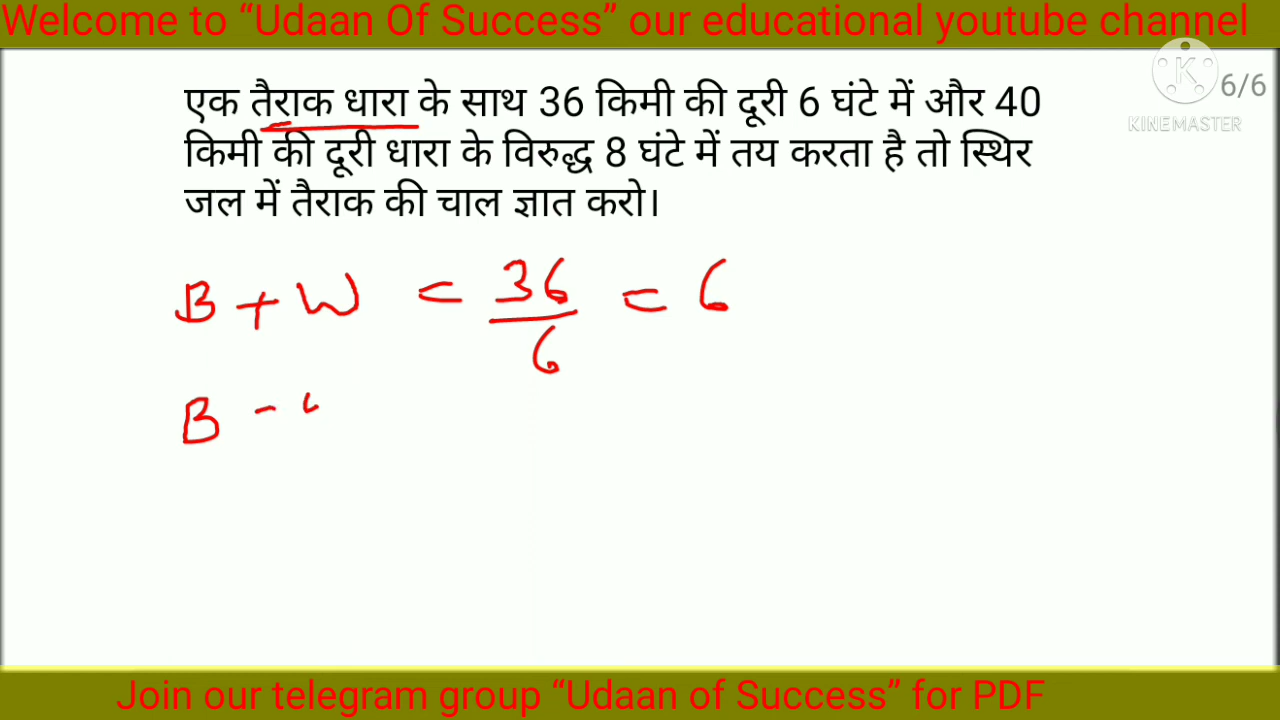 Welcome to “Udaan Of Success” our educational youtube channel
6/6
KINEMASTER
एक तैराक धारा के साथ 36 किमी की दूरी 6 घंटे में और 40
किमी की दूरी धारा के विरुद्ध 8 घंटे में तय करता है तो स्थिर
जल में तैराक की चाल ज्ञात करो।
B + W = 36/6 = 6
B -
Join our telegram group “Udaan of Success” for PDF